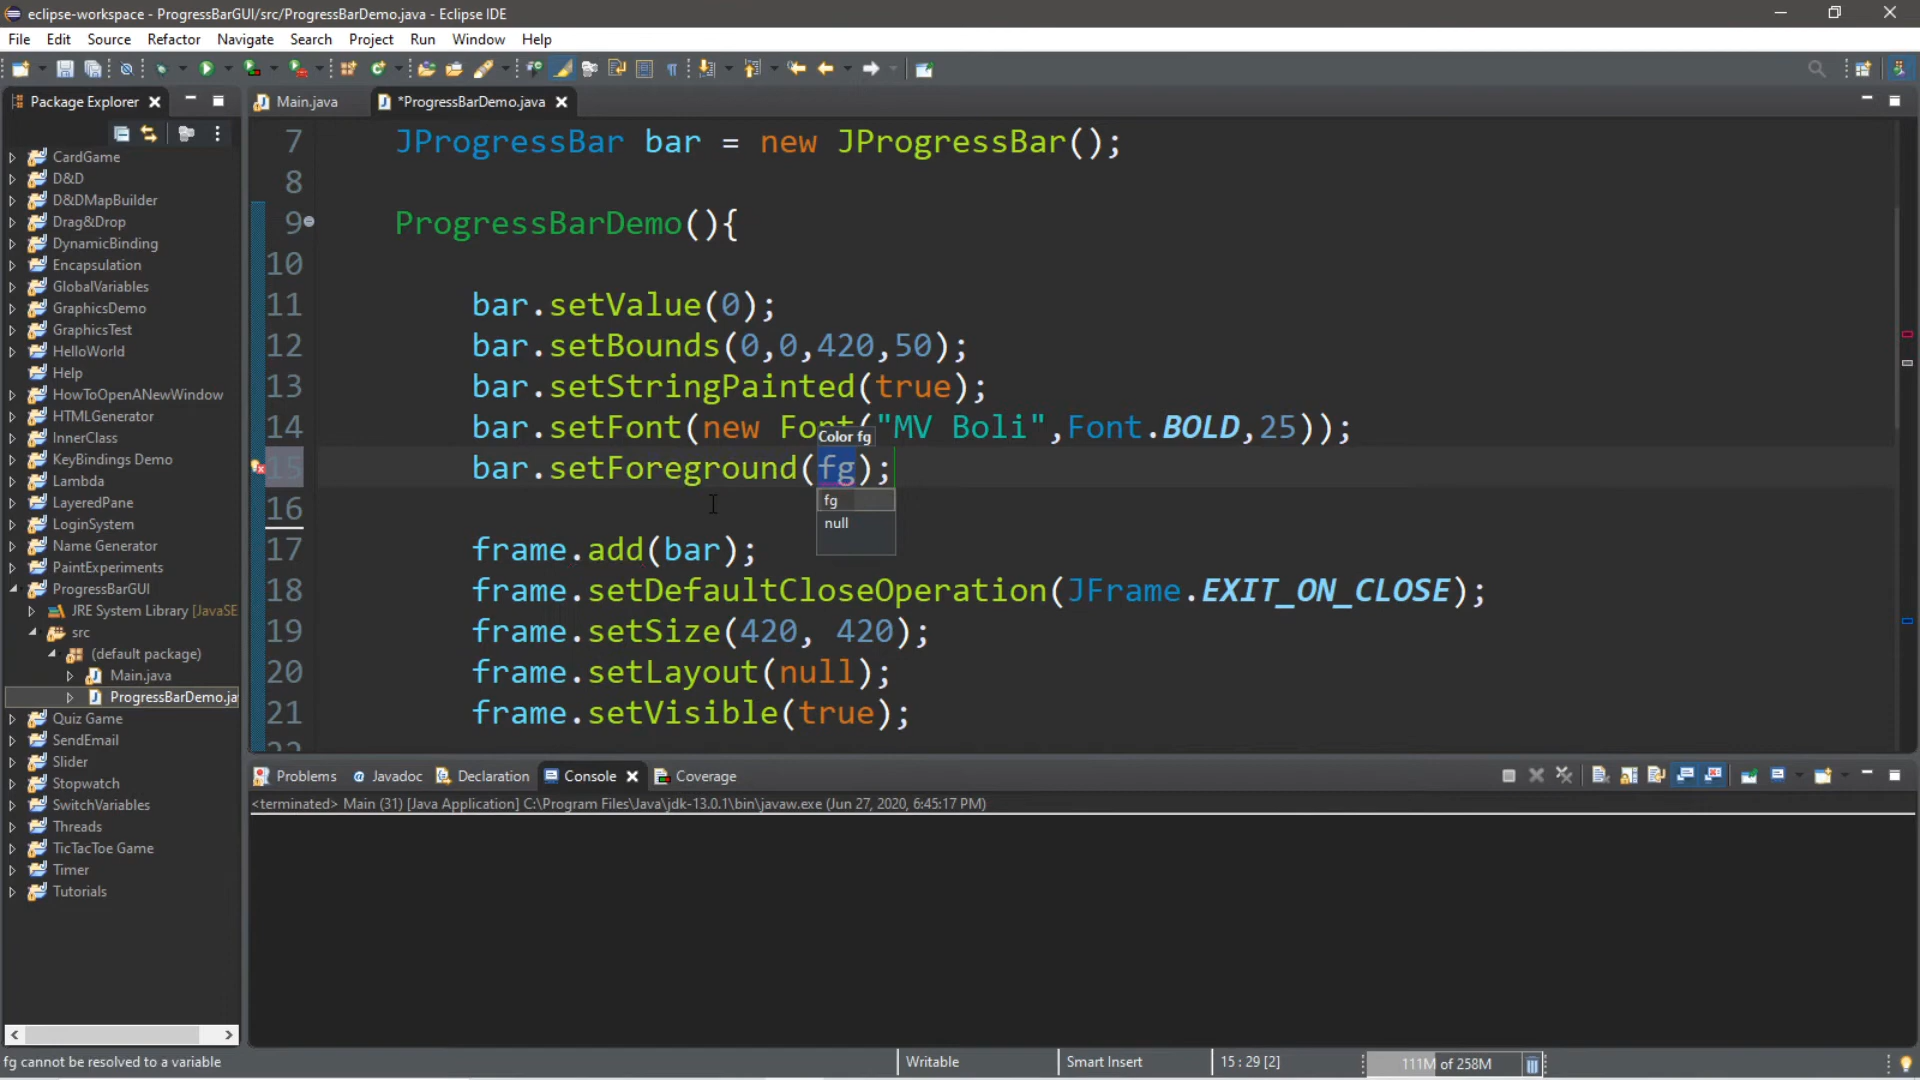 eclipse-workspace - ProgressBarGUI/src/ProgressBarDemo.java - Eclipse IDE
File Edit Source Refactor Navigate Search Project Run Window Help
Package Explorer
Main.java
*ProgressBarDemo.java
CardGame
D&D
D&DMapBuilder
Drag&Drop
DynamicBinding
Encapsulation
GlobalVariables
GraphicsDemo
GraphicsTest
HelloWorld
Help
HowToOpenANewWindow
HTMLGenerator
InnerClass
KeyBindings Demo
Lambda
LayeredPane
LoginSystem
Name Generator
PaintExperiments
ProgressBarGUI
JRE System Library [JavaSE
src
(default package)
Main.java
ProgressBarDemo.ja
Quiz Game
SendEmail
Slider
Stopwatch
SwitchVariables
Threads
TicTacToe Game
Timer
Tutorials
7 JProgressBar bar = new JProgressBar();
8
9 ProgressBarDemo(){
10
11 bar.setValue(0);
12 bar.setBounds(0,0,420,50);
13 bar.setStringPainted(true);
14 bar.setFont(new Font("MV Boli",Font.BOLD,25));
Color fg
15 bar.setForeground(fg);
fg
null
16
17 frame.add(bar);
18 frame.setDefaultCloseOperation(JFrame.EXIT_ON_CLOSE);
19 frame.setSize(420, 420);
20 frame.setLayout(null);
21 frame.setVisible(true);
22
Problems Javadoc Declaration Console Coverage
<terminated> Main (31) [Java Application] C:\Program Files\Java\jdk-13.0.1\bin\javaw.exe (Jun 27, 2020, 6:45:17 PM)
fg cannot be resolved to a variable
Writable
Smart Insert
15 : 29 [2]
111M of 258M